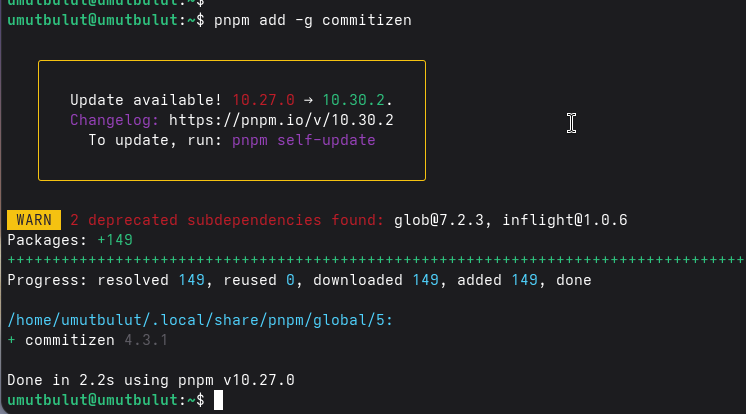 umutbulut@umutbulut:~$
umutbulut@umutbulut:~$ pnpm add -g commitizen
Update available! 10.27.0 → 10.30.2.
Changelog: https://pnpm.io/v/10.30.2
To update, run: pnpm self-update
WARN 2 deprecated subdependencies found: glob@7.2.3, inflight@1.0.6
Packages: +149
++++++++++++++++++++++++++++++++++++++++++++++++++++++++++++++++++++++++++++++++++
Progress: resolved 149, reused 0, downloaded 149, added 149, done
/home/umutbulut/.local/share/pnpm/global/5:
+ commitizen 4.3.1
Done in 2.2s using pnpm v10.27.0
umutbulut@umutbulut:~$